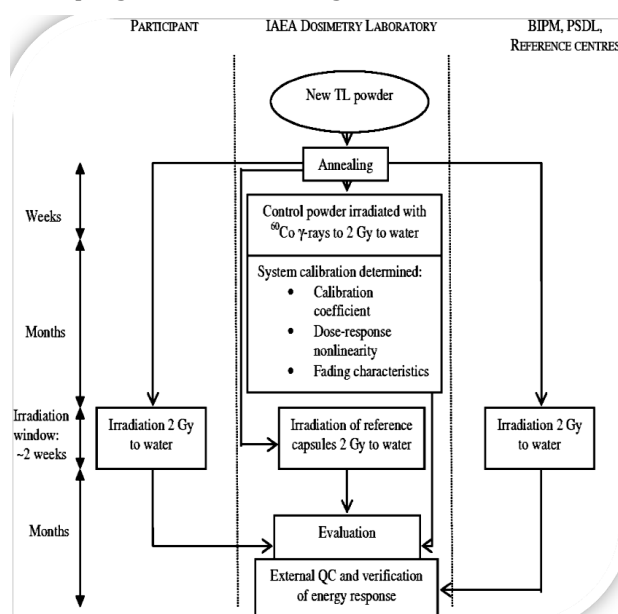 PARTICIPANT
IAEA DOSIMETRY LABORATORY
BIPM, PSDL,
REFERENCE CENTRES
New TL powder
Annealing
Weeks
Control powder irradiated with
⁶⁰Co γ-rays to 2 Gy to water
System calibration determined:
• Calibration
coefficient
• Dose-response
nonlinearity
• Fading characteristics
Months
Irradiation
window:
~2 weeks
Irradiation 2 Gy
to water
Irradiation of reference
capsules 2 Gy to water
Irradiation 2 Gy
to water
Months
Evaluation
External QC and verification
of energy response